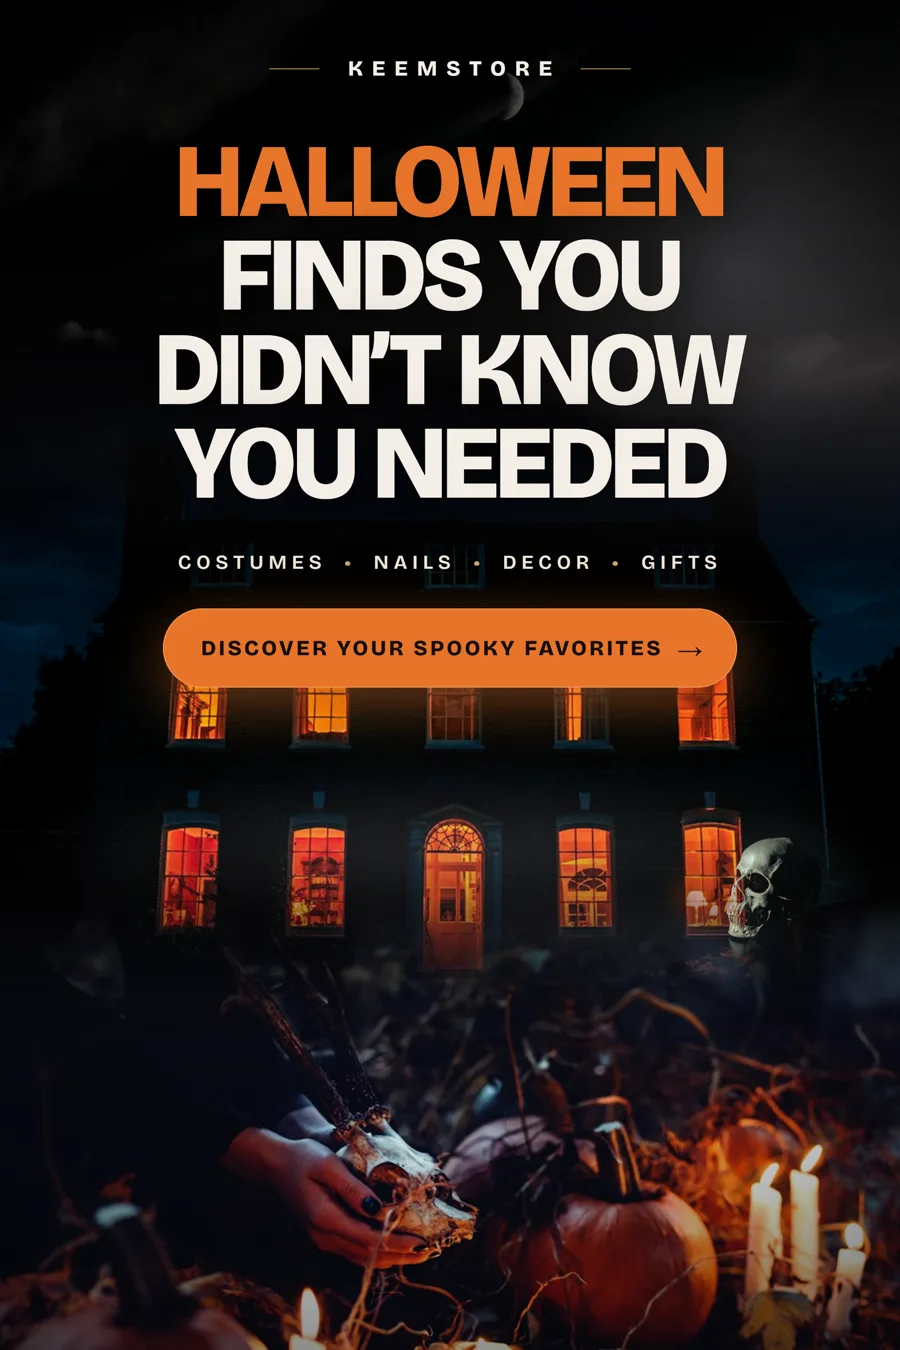 KEEMSTORE
HALLOWEEN
FINDS YOU
DIDN'T KNOW
YOU NEEDED
COSTUMES • NAILS • DECOR • GIFTS
DISCOVER YOUR SPOOKY FAVORITES →